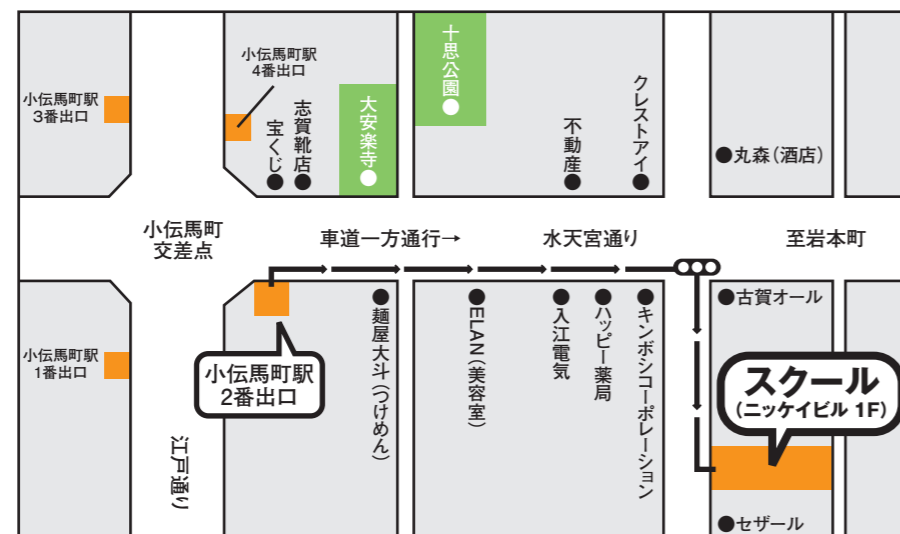 小伝馬町駅
3番出口
小伝馬町駅
4番出口
宝くじ
志賀靴店
大安楽寺
十思公園
不動産
クレストアイ
丸森(酒店)
小伝馬町
交差点
車道一方通行→
水天宮通り
至岩本町
小伝馬町駅
1番出口
小伝馬町駅
2番出口
江戸通り
麺屋大斗(つけめん)
ELAN(美容室)
入江電気
ハッピー薬局
キンボシコーポレーション
古賀オール
スクール
(ニッケイビル 1F)
セザール